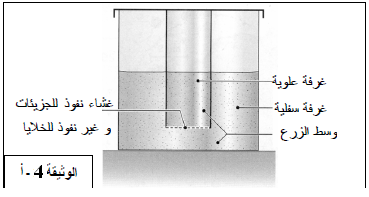 غرفة علوية
غرفة سفلية
وسط الزرع
غشاء نفوذ للجزيئات
و غير نفوذ للخلايا
الوثيقة 4 - أ